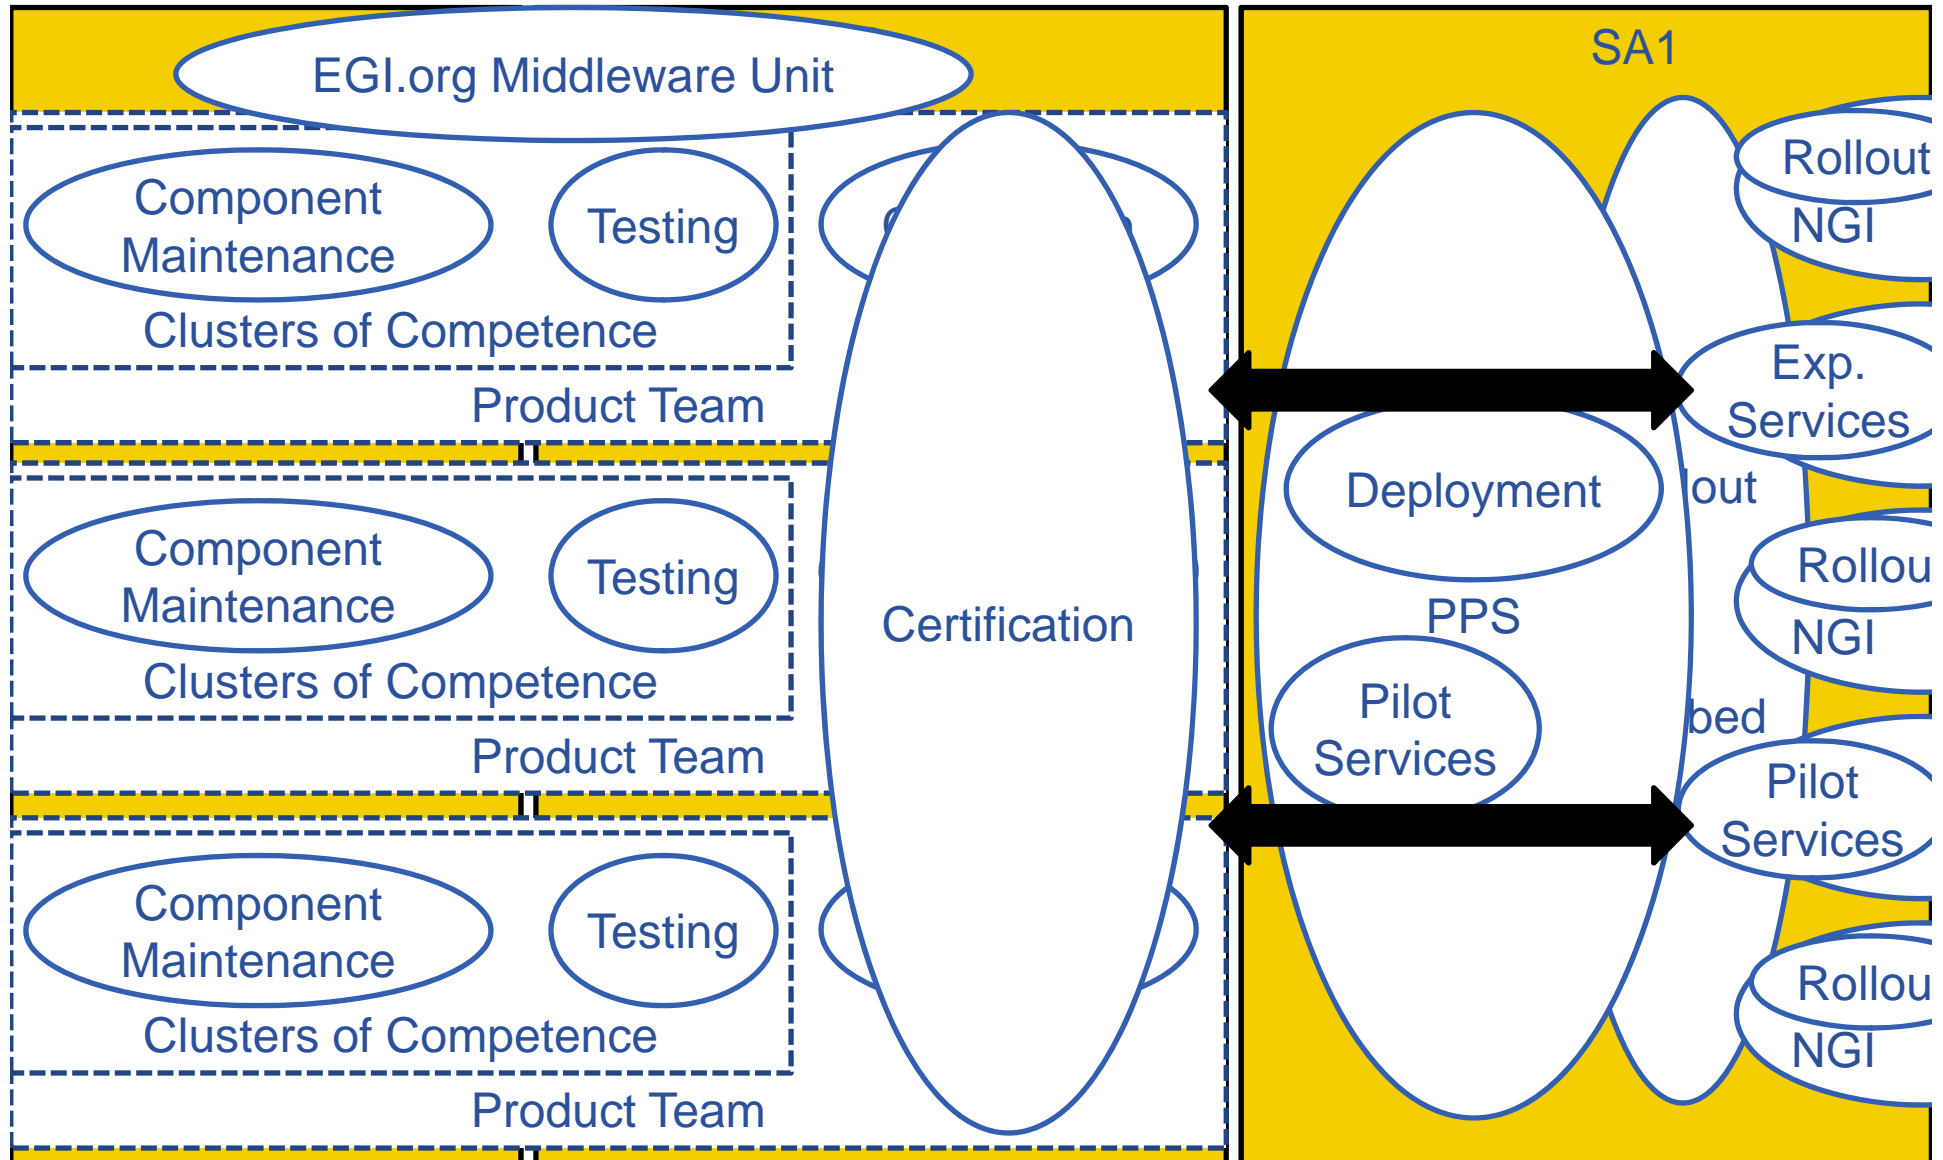 EGI.org Middleware Unit
Component
Maintenance
Testing
Clusters of Competence
Product Team
Component
Maintenance
Testing
Clusters of Competence
Product Team
Component
Maintenance
Testing
Clusters of Competence
Product Team
Certification
SA1
Deployment
PPS
Pilot
Services
out
bed
Rollout
NGI
Exp.
Services
Rollou
NGI
Pilot
Services
Rollou
NGI